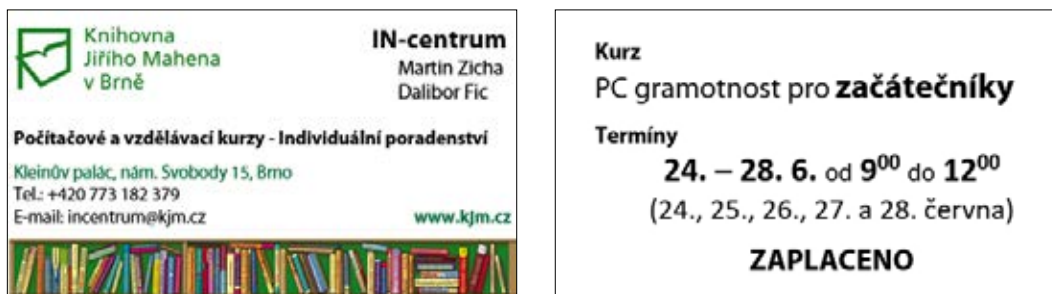 Knihovna
Jiřího Mahena
v Brně
IN-centrum
Martin Zicha
Dalibor Fic
Počítačové a vzdělávací kurzy - Individuální poradenství
Kleinův palác, nám. Svobody 15, Brno
Tel.: +420 773 182 379
E-mail: incentrum@kjm.cz
www.kjm.cz
Kurz
PC gramotnost pro začátečníky
Termíny
24. – 28. 6. od 9⁰⁰ do 12⁰⁰
(24., 25., 26., 27. a 28. června)
ZAPLACENO